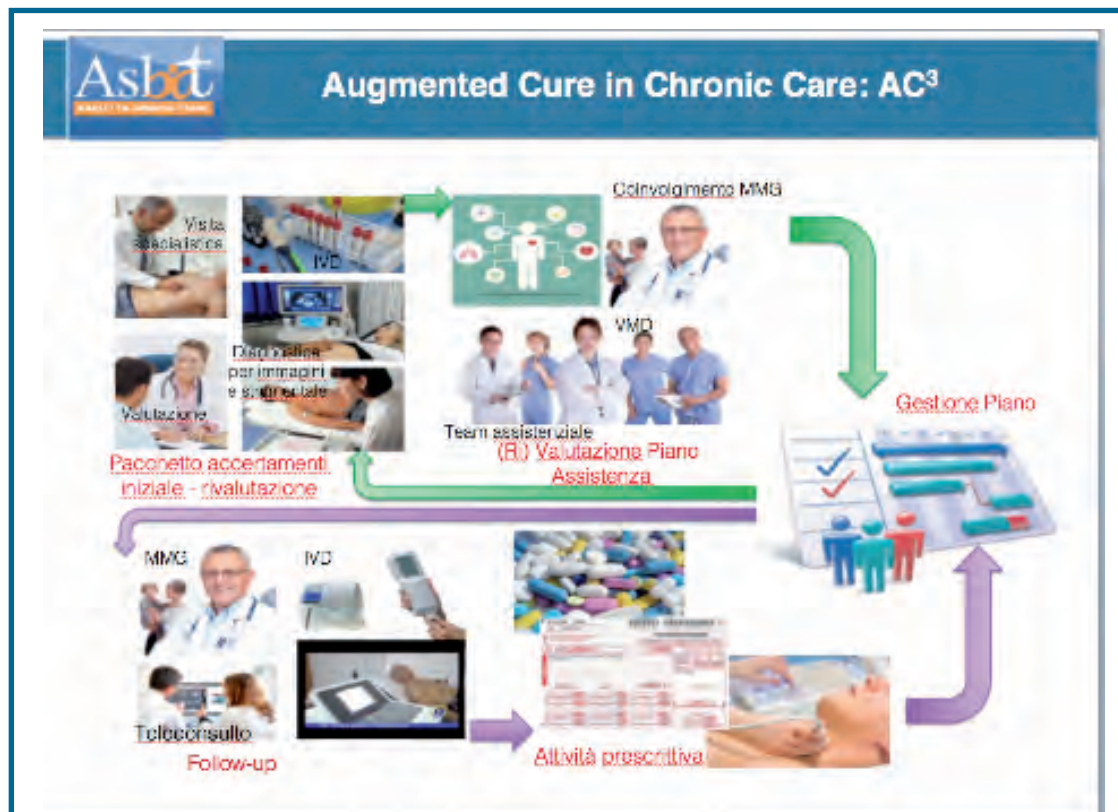 Asbit
Augmented Cure in Chronic Care: AC³
Visita
specialistica
IVD
Coinvolgimento MMG
VMD
Diagnostica
per immagini
e strumentale
Valutazione
Team assistenziale
Gestione Piano
Pacchetto accertamenti
iniziale - rivalutazione
(Ri) Valutazione Piano
Assistenza
MMG
IVD
Teleconsulto
Follow-up
Attività prescrittiva